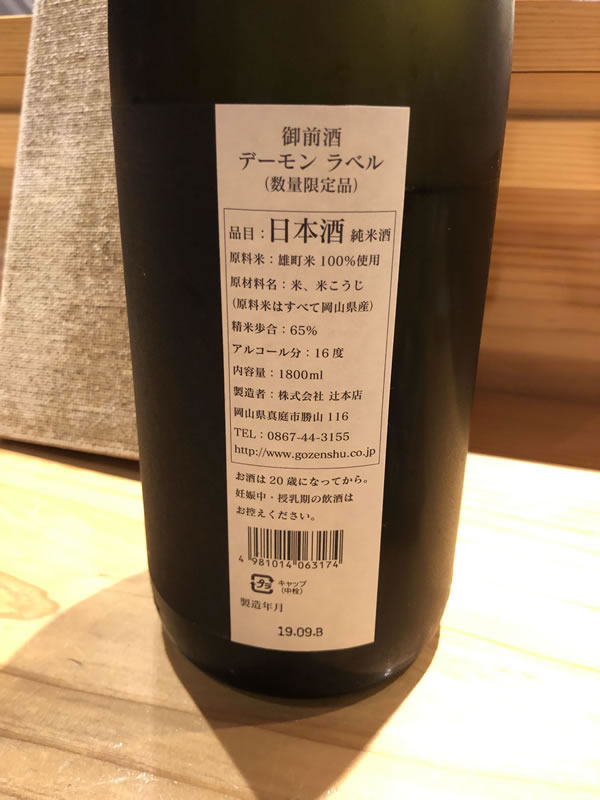 御前酒
デーモン ラベル
(数量限定品)
品目：日本酒 純米酒
原料米：雄町米 100%使用
原材料名：米、米こうじ
(原料米はすべて岡山県産)
精米歩合：65%
アルコール分：16度
内容量：1800ml
製造者：株式会社 辻本店
岡山県真庭市勝山 116
TEL：0867-44-3155
http://www.gozenshu.co.jp
お酒は20歳になってから。
妊娠中・授乳期の飲酒は
お控えください。
4 981014 063174
プラ
キャップ
(中栓)
製造年月
19.09.B